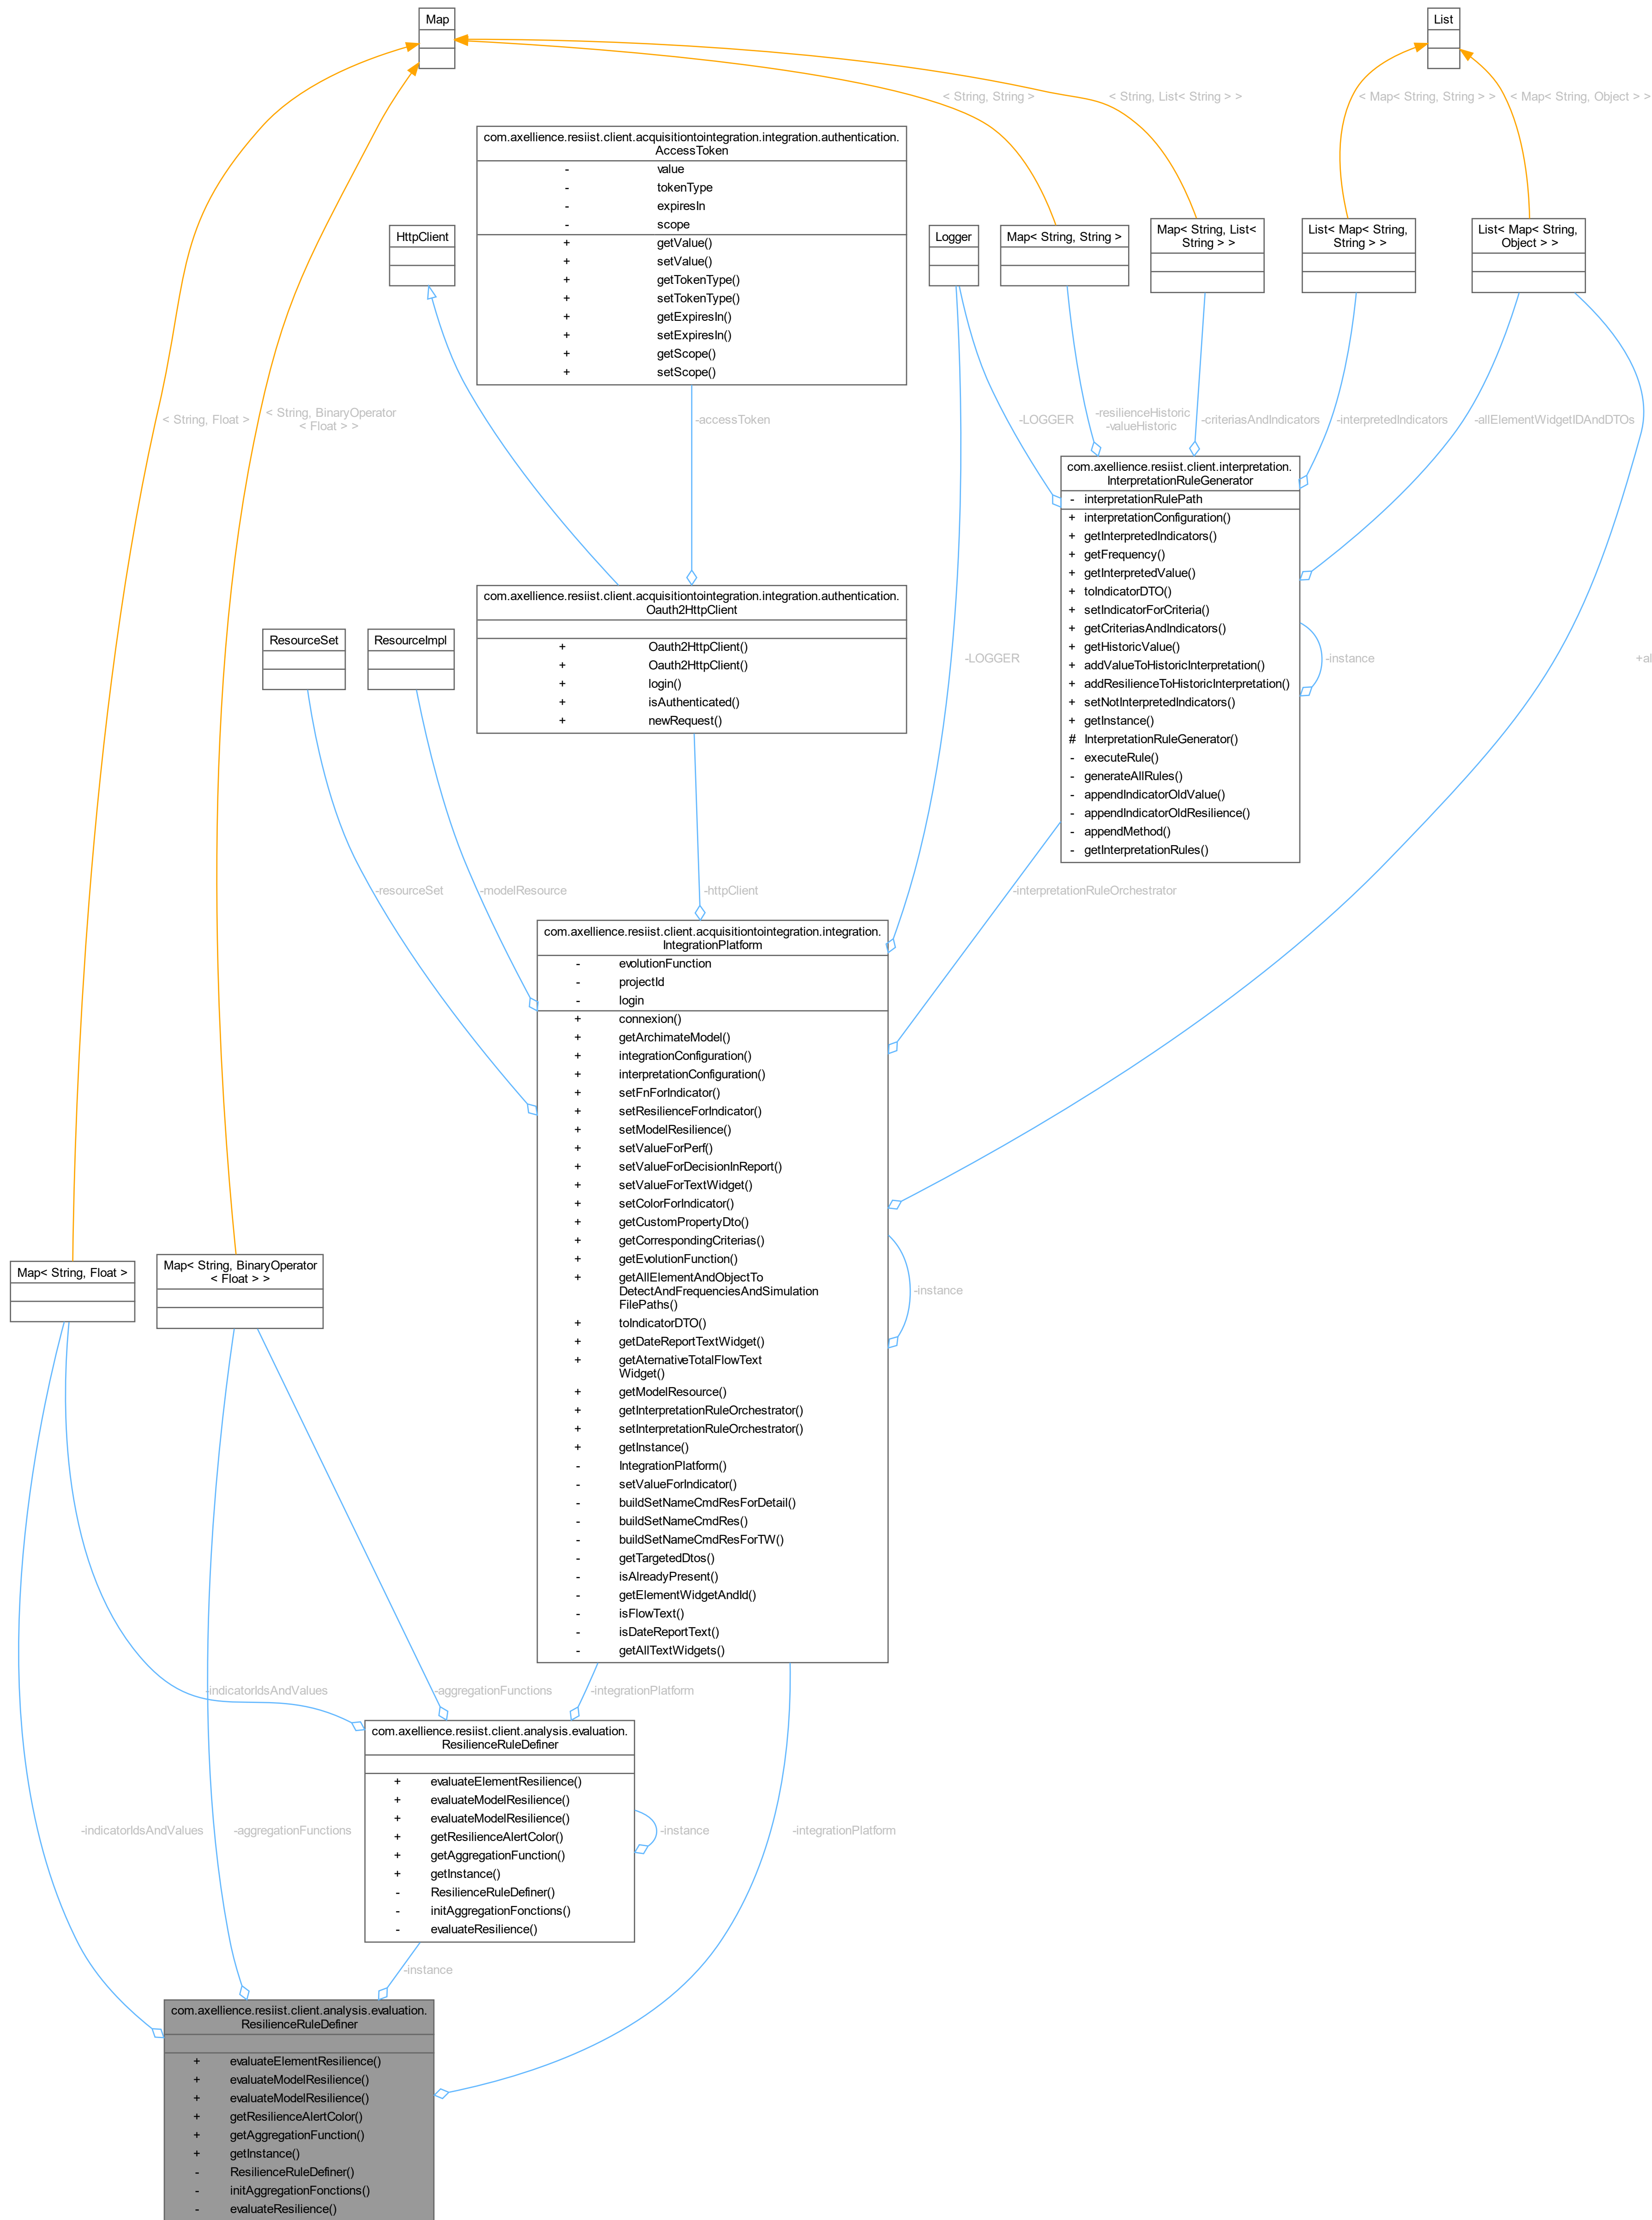 Map
List
< String, String >
< String, List< String > >
< Map< String, String > >
< Map< String, Object > >
com.axellience.resiist.client.acquisitiontointegration.integration.authentication.
AccessToken
- value
- tokenType
- expiresIn
- scope
+ getValue()
+ setValue()
+ getTokenType()
+ setTokenType()
+ getExpiresIn()
+ setExpiresIn()
+ getScope()
+ setScope()
HttpClient
Logger
Map< String, String >
Map< String, List<
String > >
List< Map< String,
String > >
List< Map< String,
Object > >
< String, Float >
< String, BinaryOperator
< Float > >
-accessToken
-LOGGER
-resilienceHistoric
-valueHistoric
-criteriasAndIndicators
-interpretedIndicators
-allElementWidgetIDAndDTOs
com.axellience.resiist.client.interpretation.
InterpretationRuleGenerator
- interpretationRulePath
+ interpretationConfiguration()
+ getInterpretedIndicators()
+ getFrequency()
+ getInterpretedValue()
+ toIndicatorDTO()
+ setIndicatorForCriteria()
+ getCriteriasAndIndicators()
+ getHistoricValue()
+ addValueToHistoricInterpretation()
+ addResilienceToHistoricInterpretation()
+ setNotInterpretedIndicators()
+ getInstance()
# InterpretationRuleGenerator()
- executeRule()
- generateAllRules()
- appendIndicatorOldValue()
- appendIndicatorOldResilience()
- appendMethod()
- getInterpretationRules()
-instance
+al
com.axellience.resiist.client.acquisitiontointegration.integration.authentication.
Oauth2HttpClient
+ Oauth2HttpClient()
+ Oauth2HttpClient()
+ login()
+ isAuthenticated()
+ newRequest()
ResourceSet
ResourceImpl
-LOGGER
-resourceSet
-modelResource
-httpClient
-interpretationRuleOrchestrator
com.axellience.resiist.client.acquisitiontointegration.integration.
IntegrationPlatform
- evolutionFunction
- projectId
- login
+ connexion()
+ getArchimateModel()
+ integrationConfiguration()
+ interpretationConfiguration()
+ setFnForIndicator()
+ setResilienceForIndicator()
+ setModelResilience()
+ setValueForPerf()
+ setValueForDecisionInReport()
+ setValueForTextWidget()
+ setColorForIndicator()
+ getCustomPropertyDto()
+ getCorrespondingCriterias()
+ getEvolutionFunction()
+ getAllElementAndObjectTo
DetectAndFrequenciesAndSimulation
FilePaths()
+ toIndicatorDTO()
+ getDateReportTextWidget()
+ getAternativeTotalFlowText
Widget()
+ getModelResource()
+ getInterpretationRuleOrchestrator()
+ setInterpretationRuleOrchestrator()
+ getInstance()
- IntegrationPlatform()
- setValueForIndicator()
- buildSetNameCmdResForDetail()
- buildSetNameCmdRes()
- buildSetNameCmdResForTW()
- getTargetedDtos()
- isAlreadyPresent()
- getElementWidgetAndId()
- isFlowText()
- isDateReportText()
- getAllTextWidgets()
-instance
Map< String, Float >
Map< String, BinaryOperator
< Float > >
-indicatorIdsAndValues
-aggregationFunctions
-integrationPlatform
com.axellience.resiist.client.analysis.evaluation.
ResilienceRuleDefiner
+ evaluateElementResilience()
+ evaluateModelResilience()
+ evaluateModelResilience()
+ getResilienceAlertColor()
+ getAggregationFunction()
+ getInstance()
- ResilienceRuleDefiner()
- initAggregationFonctions()
- evaluateResilience()
-instance
-indicatorIdsAndValues
-aggregationFunctions
-integrationPlatform
-instance
com.axellience.resiist.client.analysis.evaluation.
ResilienceRuleDefiner
+ evaluateElementResilience()
+ evaluateModelResilience()
+ evaluateModelResilience()
+ getResilienceAlertColor()
+ getAggregationFunction()
+ getInstance()
- ResilienceRuleDefiner()
- initAggregationFonctions()
- evaluateResilience()